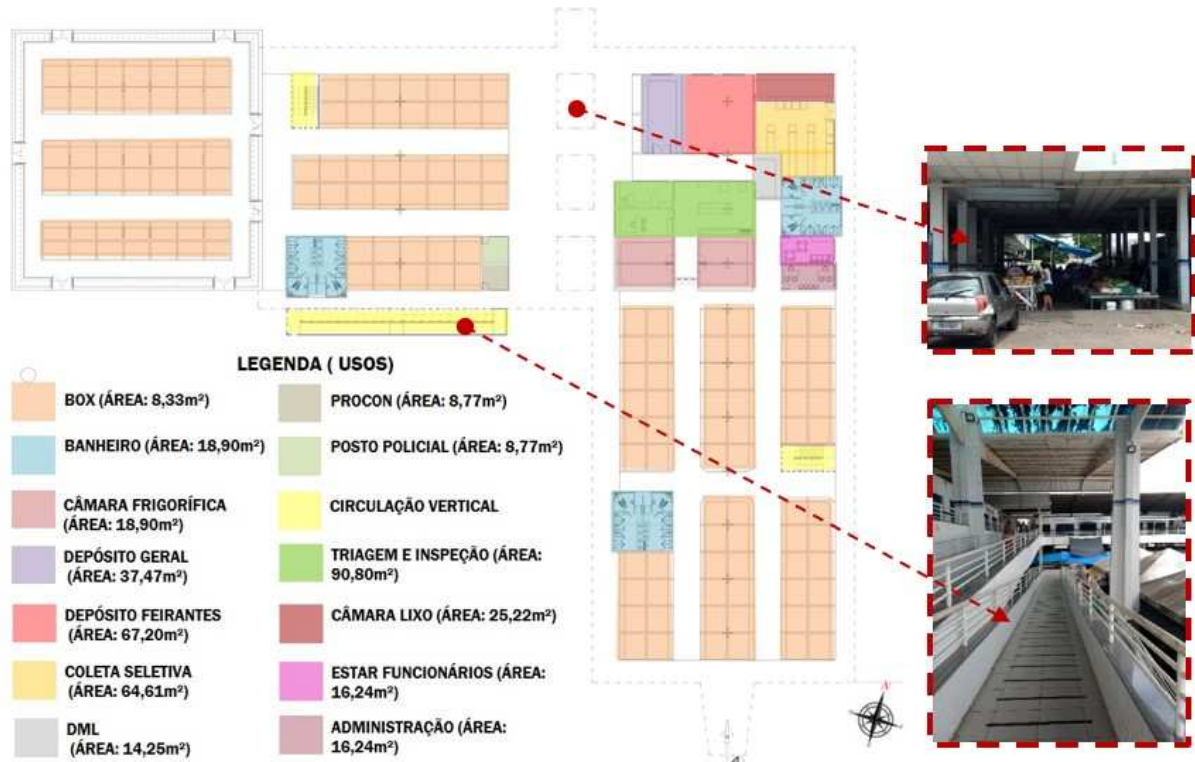 LEGENDA ( USOS)
BOX (ÁREA: 8,33m²)
BANHEIRO (ÁREA: 18,90m²)
CÂMARA FRIGORÍFICA
(ÁREA: 18,90m²)
DEPÓSITO GERAL
(ÁREA: 37,47m²)
DEPÓSITO FEIRANTES
(ÁREA: 67,20m²)
COLETA SELETIVA
(ÁREA: 64,61m²)
DML
(ÁREA: 14,25m²)
PROCON (ÁREA: 8,77m²)
POSTO POLICIAL (ÁREA: 8,77m²)
CIRCULAÇÃO VERTICAL
TRIAGEM E INSPEÇÃO (ÁREA:
90,80m²)
CÂMARA LIXO (ÁREA: 25,22m²)
ESTAR FUNCIONÁRIOS (ÁREA:
16,24m²)
ADMINISTRAÇÃO (ÁREA:
16,24m²)
N